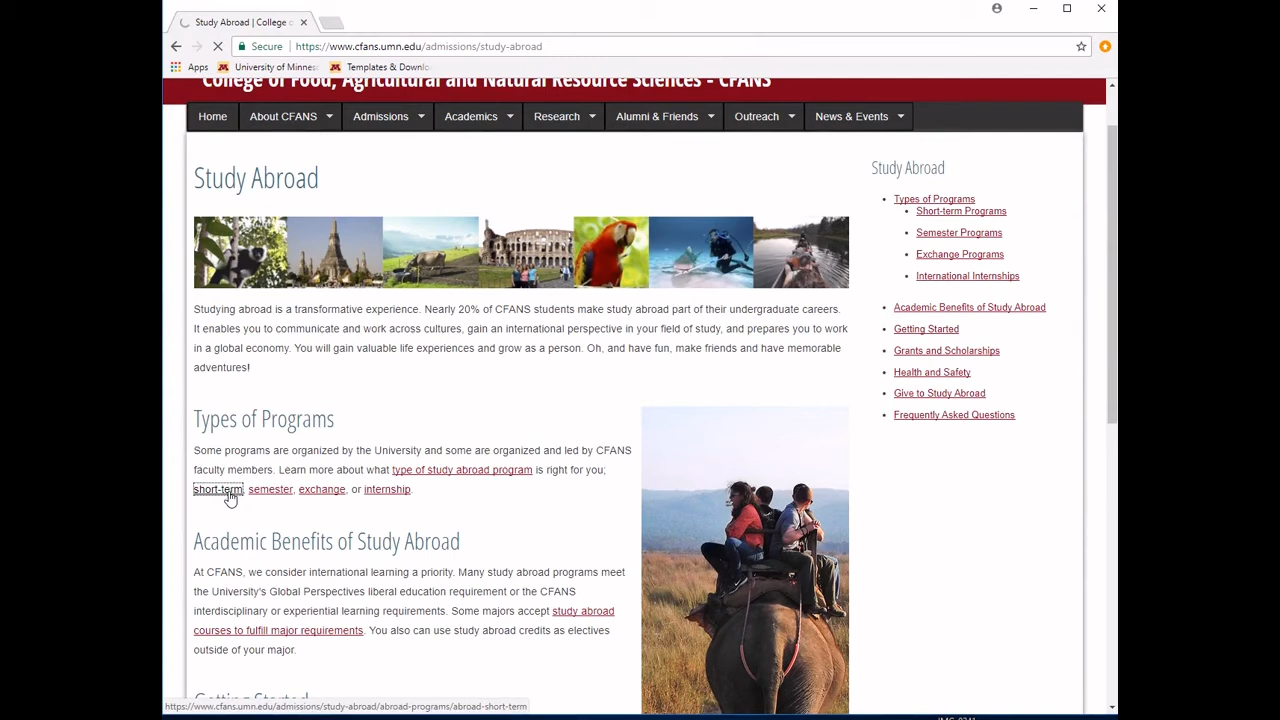 Study Abroad | College o
Secure
https://www.cfans.umn.edu/admissions/study-abroad
Apps
University of Minnes
Templates & Downlo
College of Food, Agricultural and Natural Resource Sciences - CFANS
Home
About CFANS
Admissions
Academics
Research
Alumni & Friends
Outreach
News & Events
Study Abroad
Studying abroad is a transformative experience. Nearly 20% of CFANS students make study abroad part of their undergraduate careers.
It enables you to communicate and work across cultures, gain an international perspective in your field of study, and prepares you to work
in a global economy. You will gain valuable life experiences and grow as a person. Oh, and have fun, make friends and have memorable
adventures!
Types of Programs
Some programs are organized by the University and some are organized and led by CFANS
faculty members. Learn more about what type of study abroad program is right for you;
short-term, semester, exchange, or internship.
Academic Benefits of Study Abroad
At CFANS, we consider international learning a priority. Many study abroad programs meet
the University's Global Perspectives liberal education requirement or the CFANS
interdisciplinary or experiential learning requirements. Some majors accept study abroad
courses to fulfill major requirements. You also can use study abroad credits as electives
outside of your major.
Getting Started
Study Abroad
Types of Programs
Short-term Programs
Semester Programs
Exchange Programs
International Internships
Academic Benefits of Study Abroad
Getting Started
Grants and Scholarships
Health and Safety
Give to Study Abroad
Frequently Asked Questions
https://www.cfans.umn.edu/admissions/study-abroad/abroad-programs/abroad-short-term